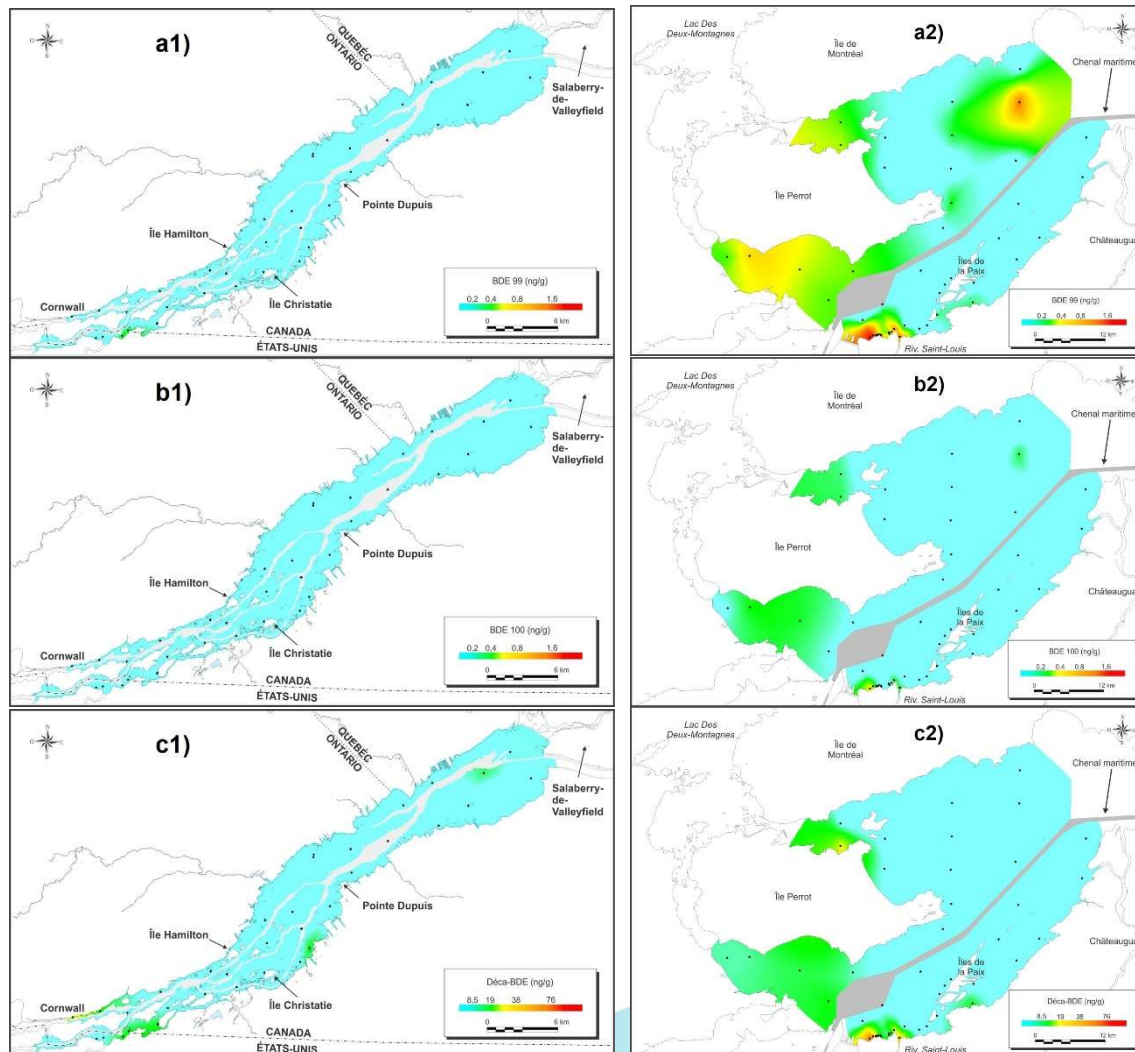 a1)
N
O
E
S
QUÉBEC
ONTARIO
Salaberry-
de-
Valleyfield
Pointe Dupuis
Île Hamilton
Île Christatie
Cornwall
CANADA
ÉTATS-UNIS
BDE 99 (ng/g)
0,2 0,4 0,8 1,6
0 6 km
a2)
Lac Des
Deux-Montagnes
Île de
Montréal
Chenal maritime
Île Perrot
Îles de
la Paix
Châteaugua
Riv. Saint-Louis
BDE 99 (ng/g)
0.2 0,4 0,8 1,6
0 12 km
b1)
QUÉBEC
ONTARIO
Salaberry-
de-
Valleyfield
Pointe Dupuis
Île Hamilton
Île Christatie
Cornwall
CANADA
ÉTATS-UNIS
BDE 100 (ng/g)
0,2 0,4 0,8 1,6
0 6 km
b2)
Lac Des
Deux-Montagnes
Île de
Montréal
Chenal maritime
Île Perrot
Îles de
la Paix
Châteaugua
Riv. Saint-Louis
BDE 100 (ng/g)
0.2 0.4 0.8 1,6
0 12 km
c1)
QUÉBEC
ONTARIO
Salaberry-
de-
Valleyfield
Pointe Dupuis
Île Hamilton
Île Christatie
Cornwall
CANADA
ÉTATS-UNIS
Déca-BDE (ng/g)
8.5 19 38 76
0 6 km
c2)
Lac Des
Deux-Montagnes
Île de
Montréal
Chenal maritime
Île Perrot
Îles de
la Paix
Châteaugua
Riv. Saint-Louis
Déca-BDE (ng/g)
8.5 19 38 76
0 12 km